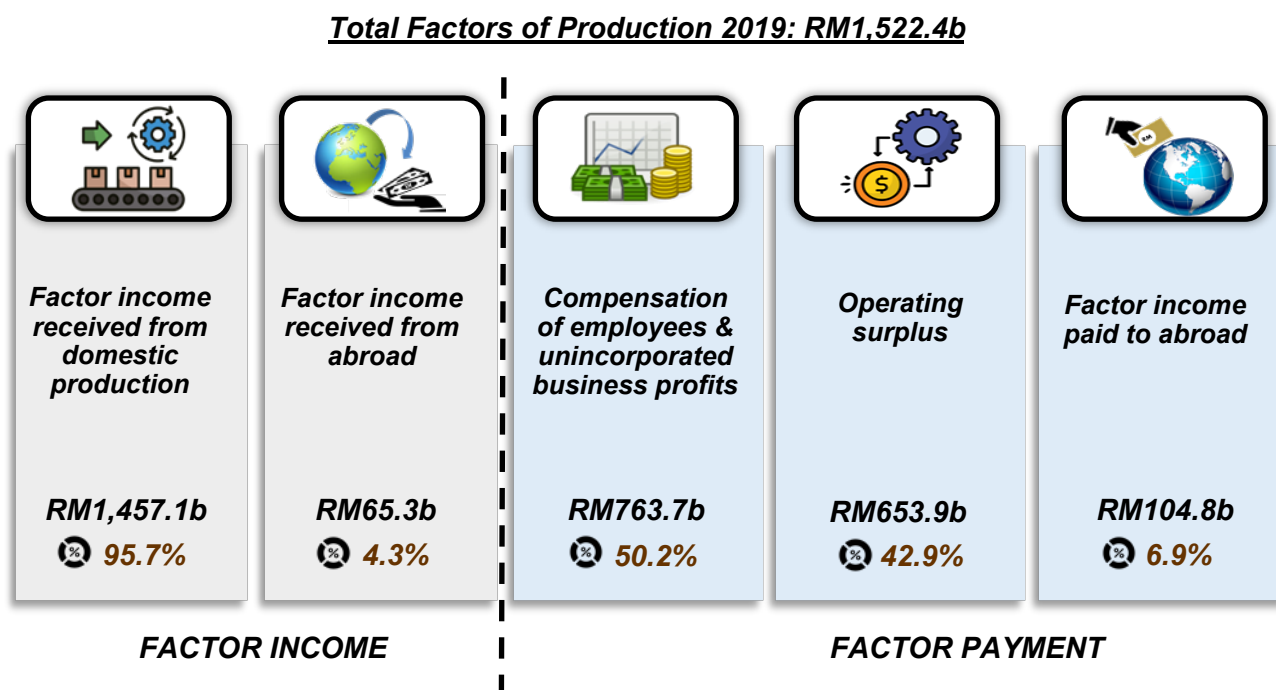 Total Factors of Production 2019: RM1,522.4b
Factor income
received from
domestic
production
RM1,457.1b
% 95.7%
Factor income
received from
abroad
RM65.3b
% 4.3%
Compensation
of employees &
unincorporated
business profits
RM763.7b
% 50.2%
$
Operating
surplus
RM653.9b
% 42.9%
RM
Factor income
paid to abroad
RM104.8b
% 6.9%
FACTOR INCOME
FACTOR PAYMENT